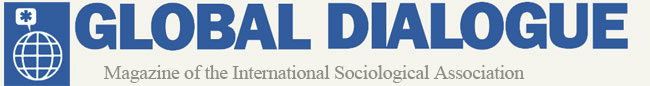 GLOBAL DIALOGUE
Magazine of the International Sociological Association